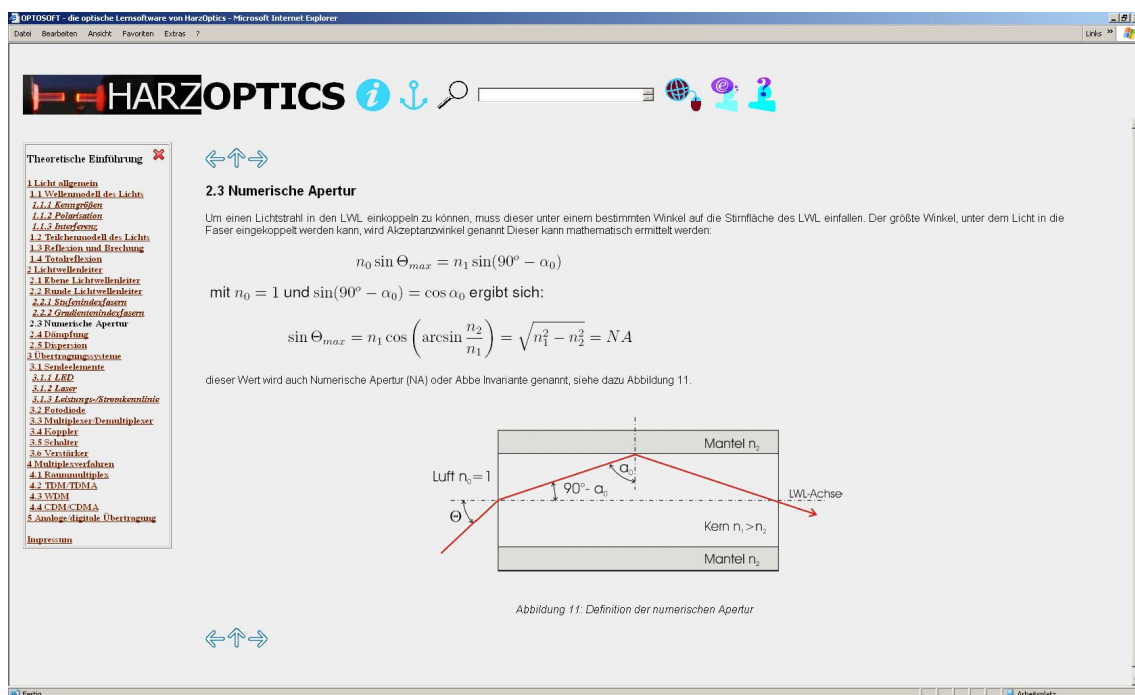 OPTOSOFT - die optische Lernsoftware von HarzOptics - Microsoft Internet Explorer
Datei Bearbeiten Ansicht Favoriten Extras ?
Links »
HARZOPTICS
Theoretische Einführung
1 Licht allgemein
1.1 Wellenmodell des Lichts
1.1.1 Kenngrößen
1.1.2 Polarisation
1.1.3 Interferenz
1.2 Teilchenmodell des Lichts
1.3 Reflexion und Brechung
1.4 Totalreflexion
2 Lichtwellenleiter
2.1 Ebene Lichtwellenleiter
2.2 Runde Lichtwellenleiter
2.2.1 Stufenindexfasern
2.2.2 Gradientenindexfasern
2.3 Numerische Apertur
2.4 Dämpfung
2.5 Dispersion
3 Übertragungssysteme
3.1 Sendeelemente
3.1.1 LED
3.1.2 Laser
3.1.3 Leistungs-/Stromkennlinie
3.2 Fotodiode
3.3 Multiplexer/Demultiplexer
3.4 Koppler
3.5 Schalter
3.6 Verstärker
4 Multiplexverfahren
4.1 Raummultiplex
4.2 TDM/TDMA
4.3 WDM
4.4 CDM/CDMA
5 Analoge/digitale Übertragung
Impressum
2.3 Numerische Apertur
Um einen Lichtstrahl in den LWL einkoppeln zu können, muss dieser unter einem bestimmten Winkel auf die Stirnfläche des LWL einfallen. Der größte Winkel, unter dem Licht in die
Faser eingekoppelt werden kann, wird Akzeptanzwinkel genannt Dieser kann mathematisch ermittelt werden:
n₀ sin Θₘₐₓ = n₁ sin(90° − α₀)
mit n₀ = 1 und sin(90° − α₀) = cos α₀ ergibt sich:
sin Θₘₐₓ = n₁ cos (arcsin n₂/n₁) = √(n₁² − n₂²) = NA
dieser Wert wird auch Numerische Apertur (NA) oder Abbe Invariante genannt, siehe dazu Abbildung 11.
Mantel n₂
Luft n₀=1
α₀
90°- α₀
LWL-Achse
Θ
Kern n₁>n₂
Mantel n₂
Abbildung 11: Definition der numerischen Apertur
Fertig
Arbeitsplatz